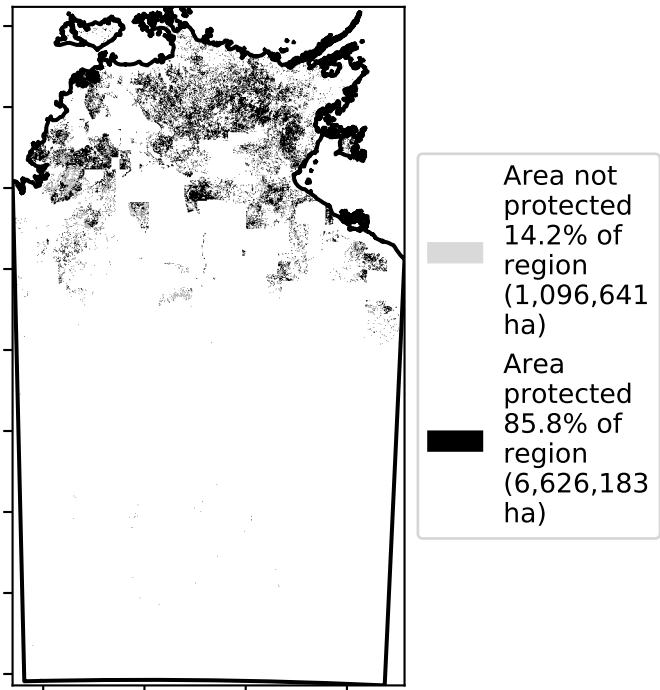 Area not
protected
14.2% of
region
(1,096,641
ha)
Area
protected
85.8% of
region
(6,626,183
ha)